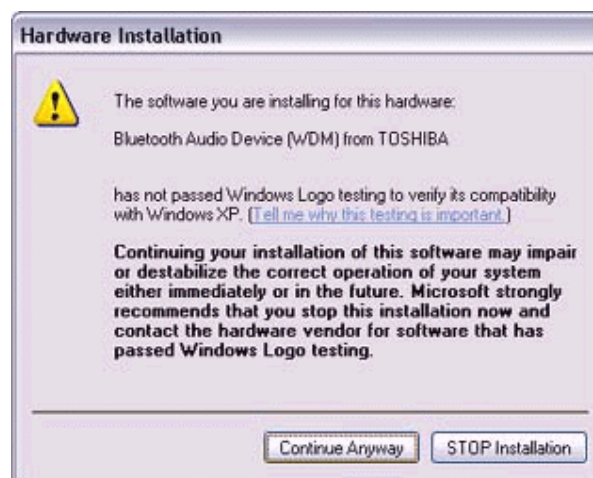 Hardware Installation
The software you are installing for this hardware:
Bluetooth Audio Device (WDM) from TOSHIBA
has not passed Windows Logo testing to verify its compatibility
with Windows XP. (Tell me why this testing is important.)
Continuing your installation of this software may impair
or destabilize the correct operation of your system
either immediately or in the future. Microsoft strongly
recommends that you stop this installation now and
contact the hardware vendor for software that has
passed Windows Logo testing.
Continue Anyway STOP Installation